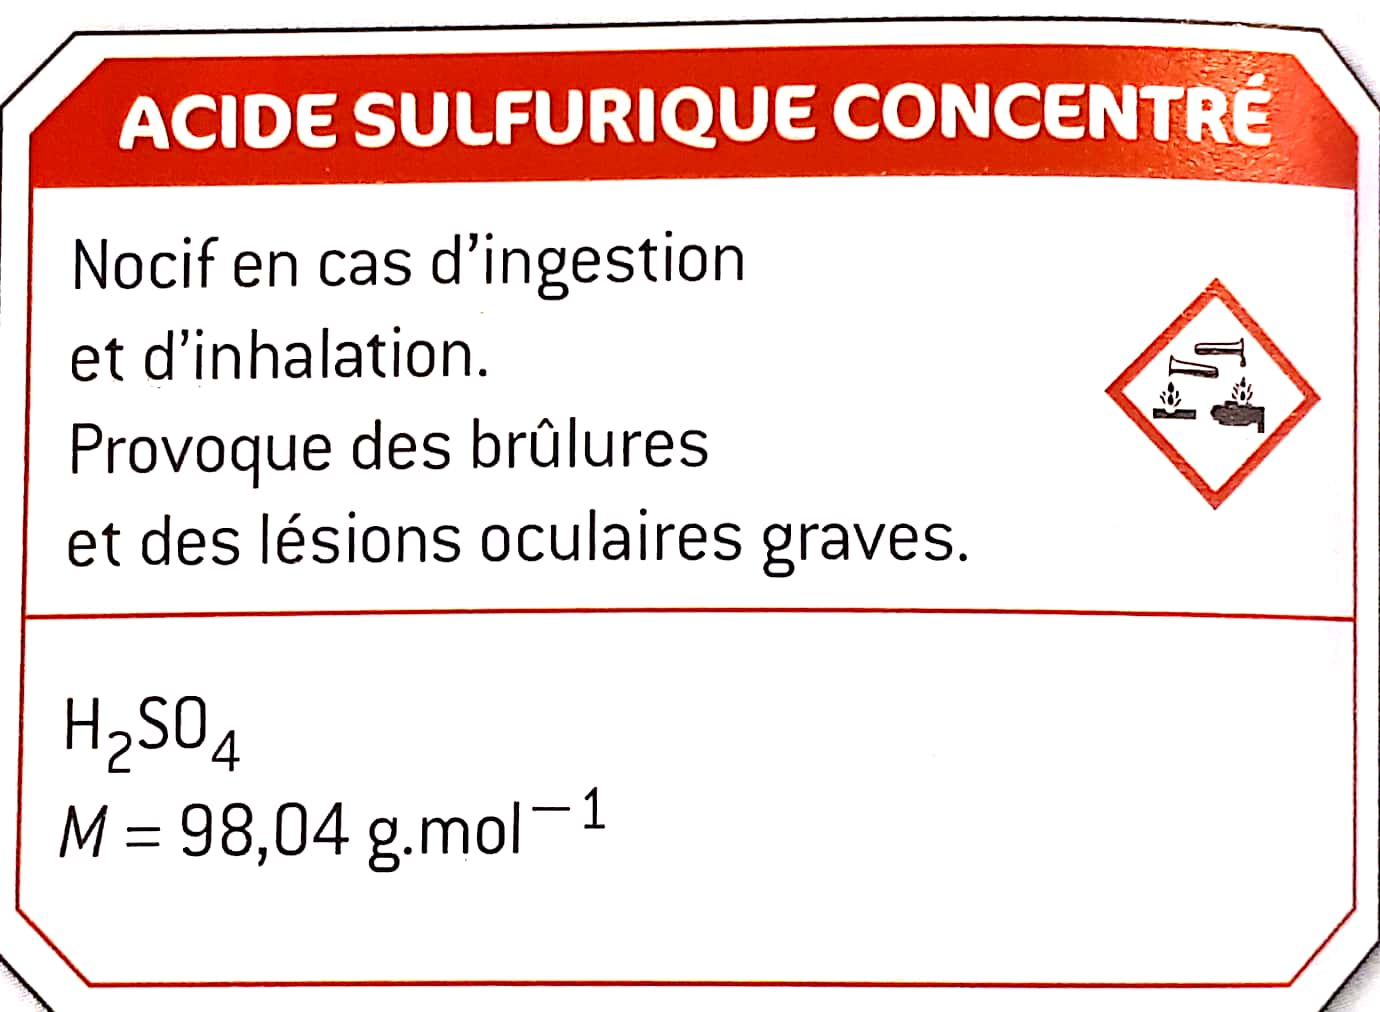 ACIDE SULFURIQUE CONCENTRÉ
Nocif en cas d'ingestion
et d'inhalation.
Provoque des brûlures
et des lésions oculaires graves.
H₂SO₄
M = 98,04 g.mol⁻¹